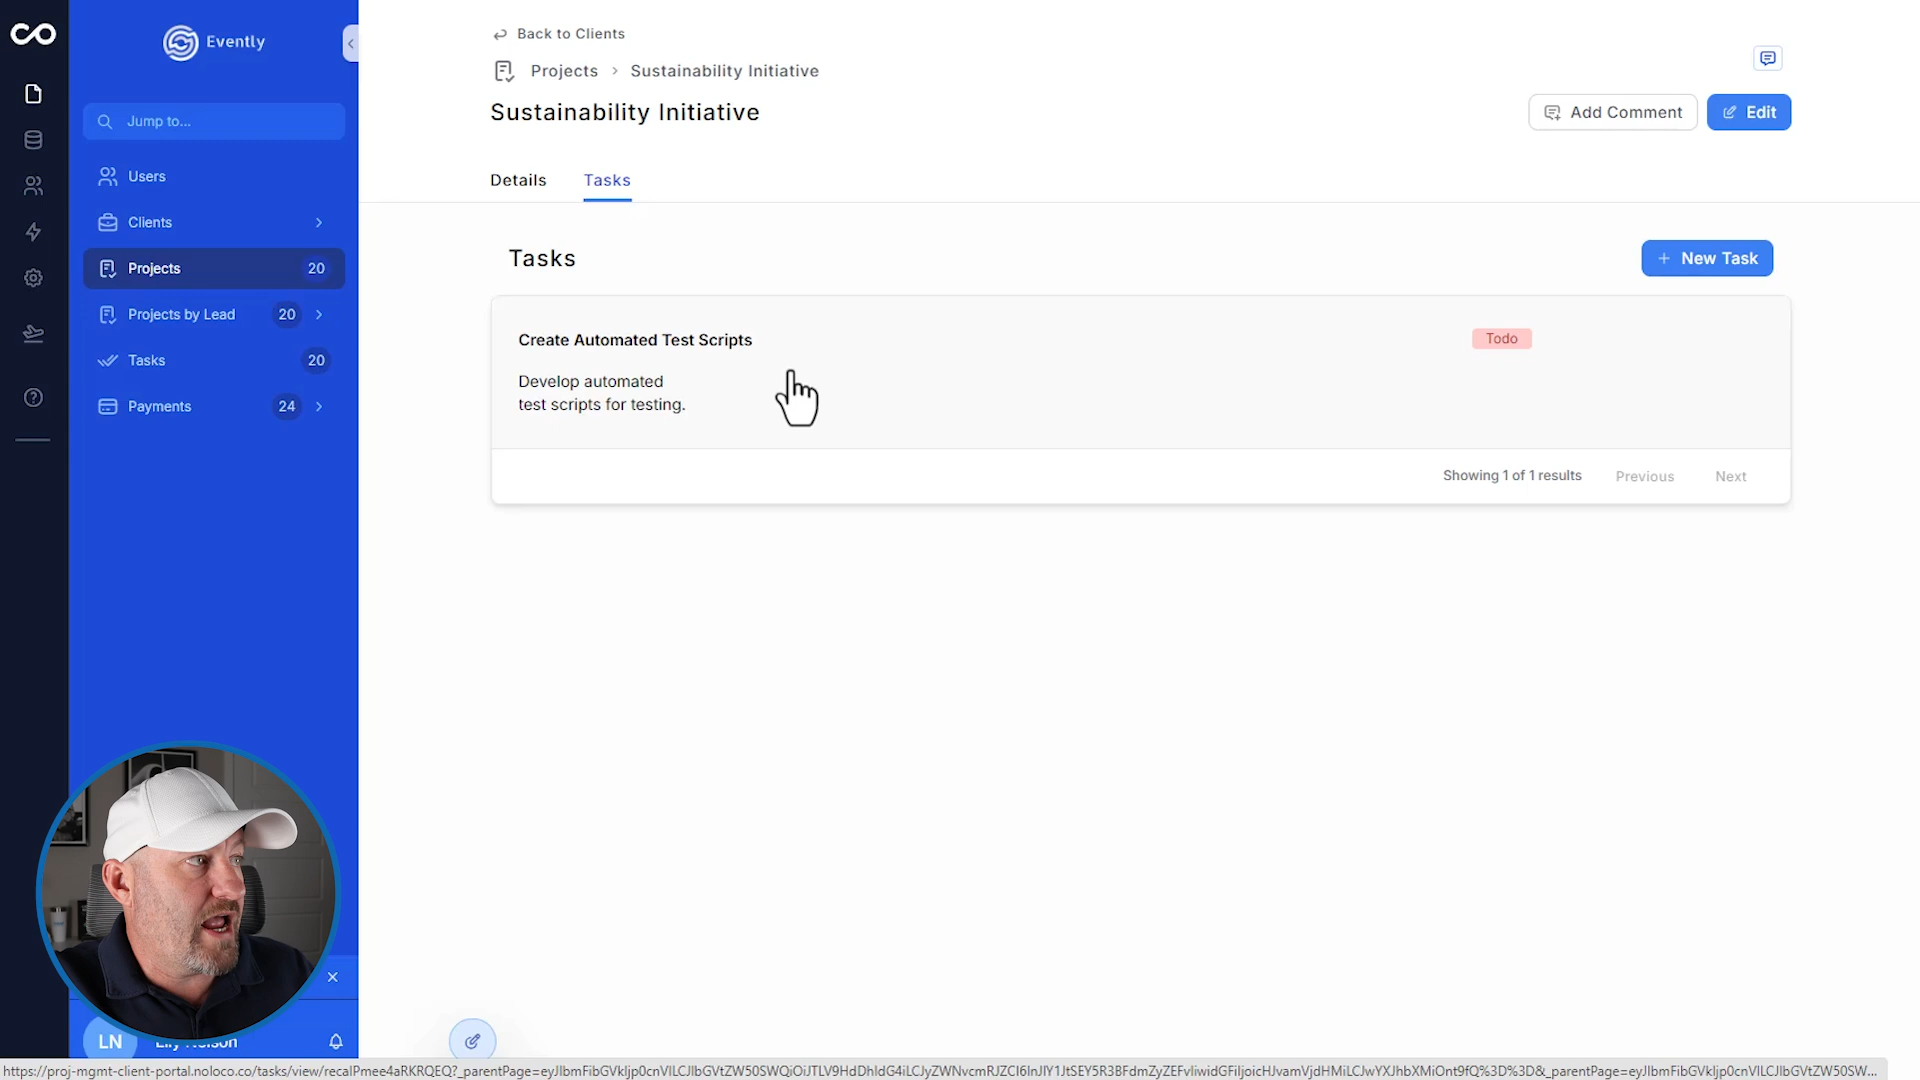 Evently
Jump to...
Users
Clients
Projects 20
Projects by Lead 20
Tasks 20
Payments 24
LN
Back to Clients
Projects > Sustainability Initiative
Sustainability Initiative
Add Comment
Edit
Details
Tasks
Tasks
+ New Task
Create Automated Test Scripts
Todo
Develop automated
test scripts for testing.
Showing 1 of 1 results
Previous
Next